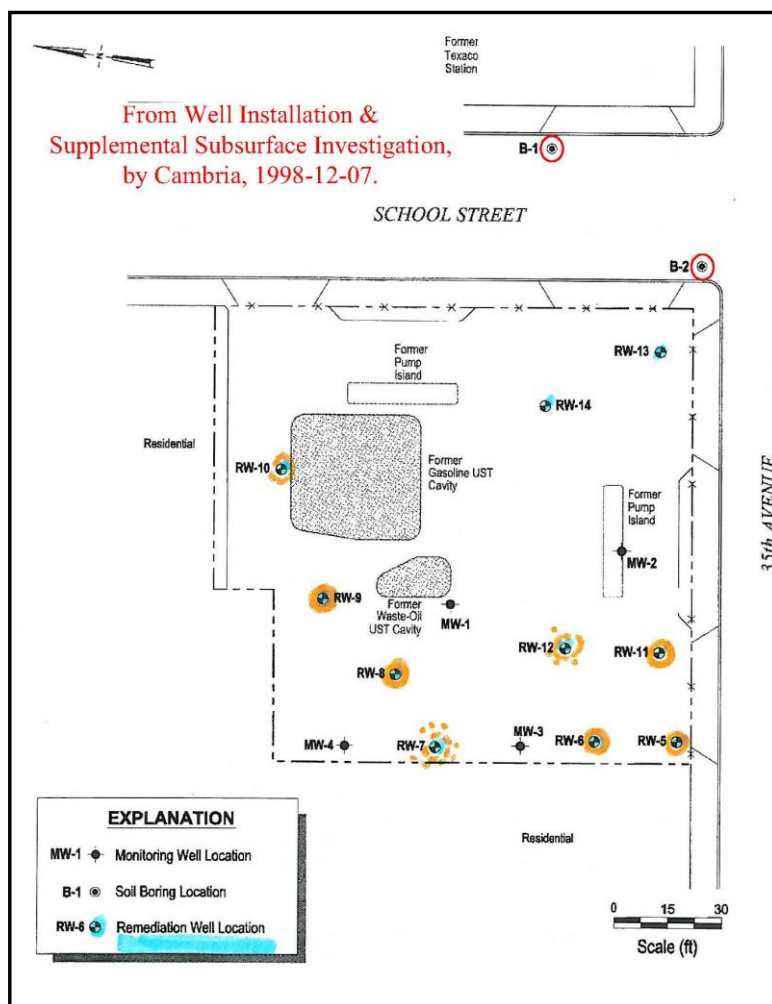 Former
Texaco
Station
N
From Well Installation &
Supplemental Subsurface Investigation,
by Cambria, 1998-12-07.
B-1
SCHOOL STREET
B-2
Former
Pump
Island
RW-13
RW-14
Residential
RW-10
Former
Gasoline UST
Cavity
Former
Pump
Island
35th AVENUE
MW-2
RW-9
Former
Waste-Oil
UST Cavity
MW-1
RW-12
RW-11
RW-8
MW-4
RW-7
MW-3
RW-6
RW-5
Residential
EXPLANATION
MW-1 Monitoring Well Location
B-1 Soil Boring Location
RW-6 Remediation Well Location
0 15 30
Scale (ft)